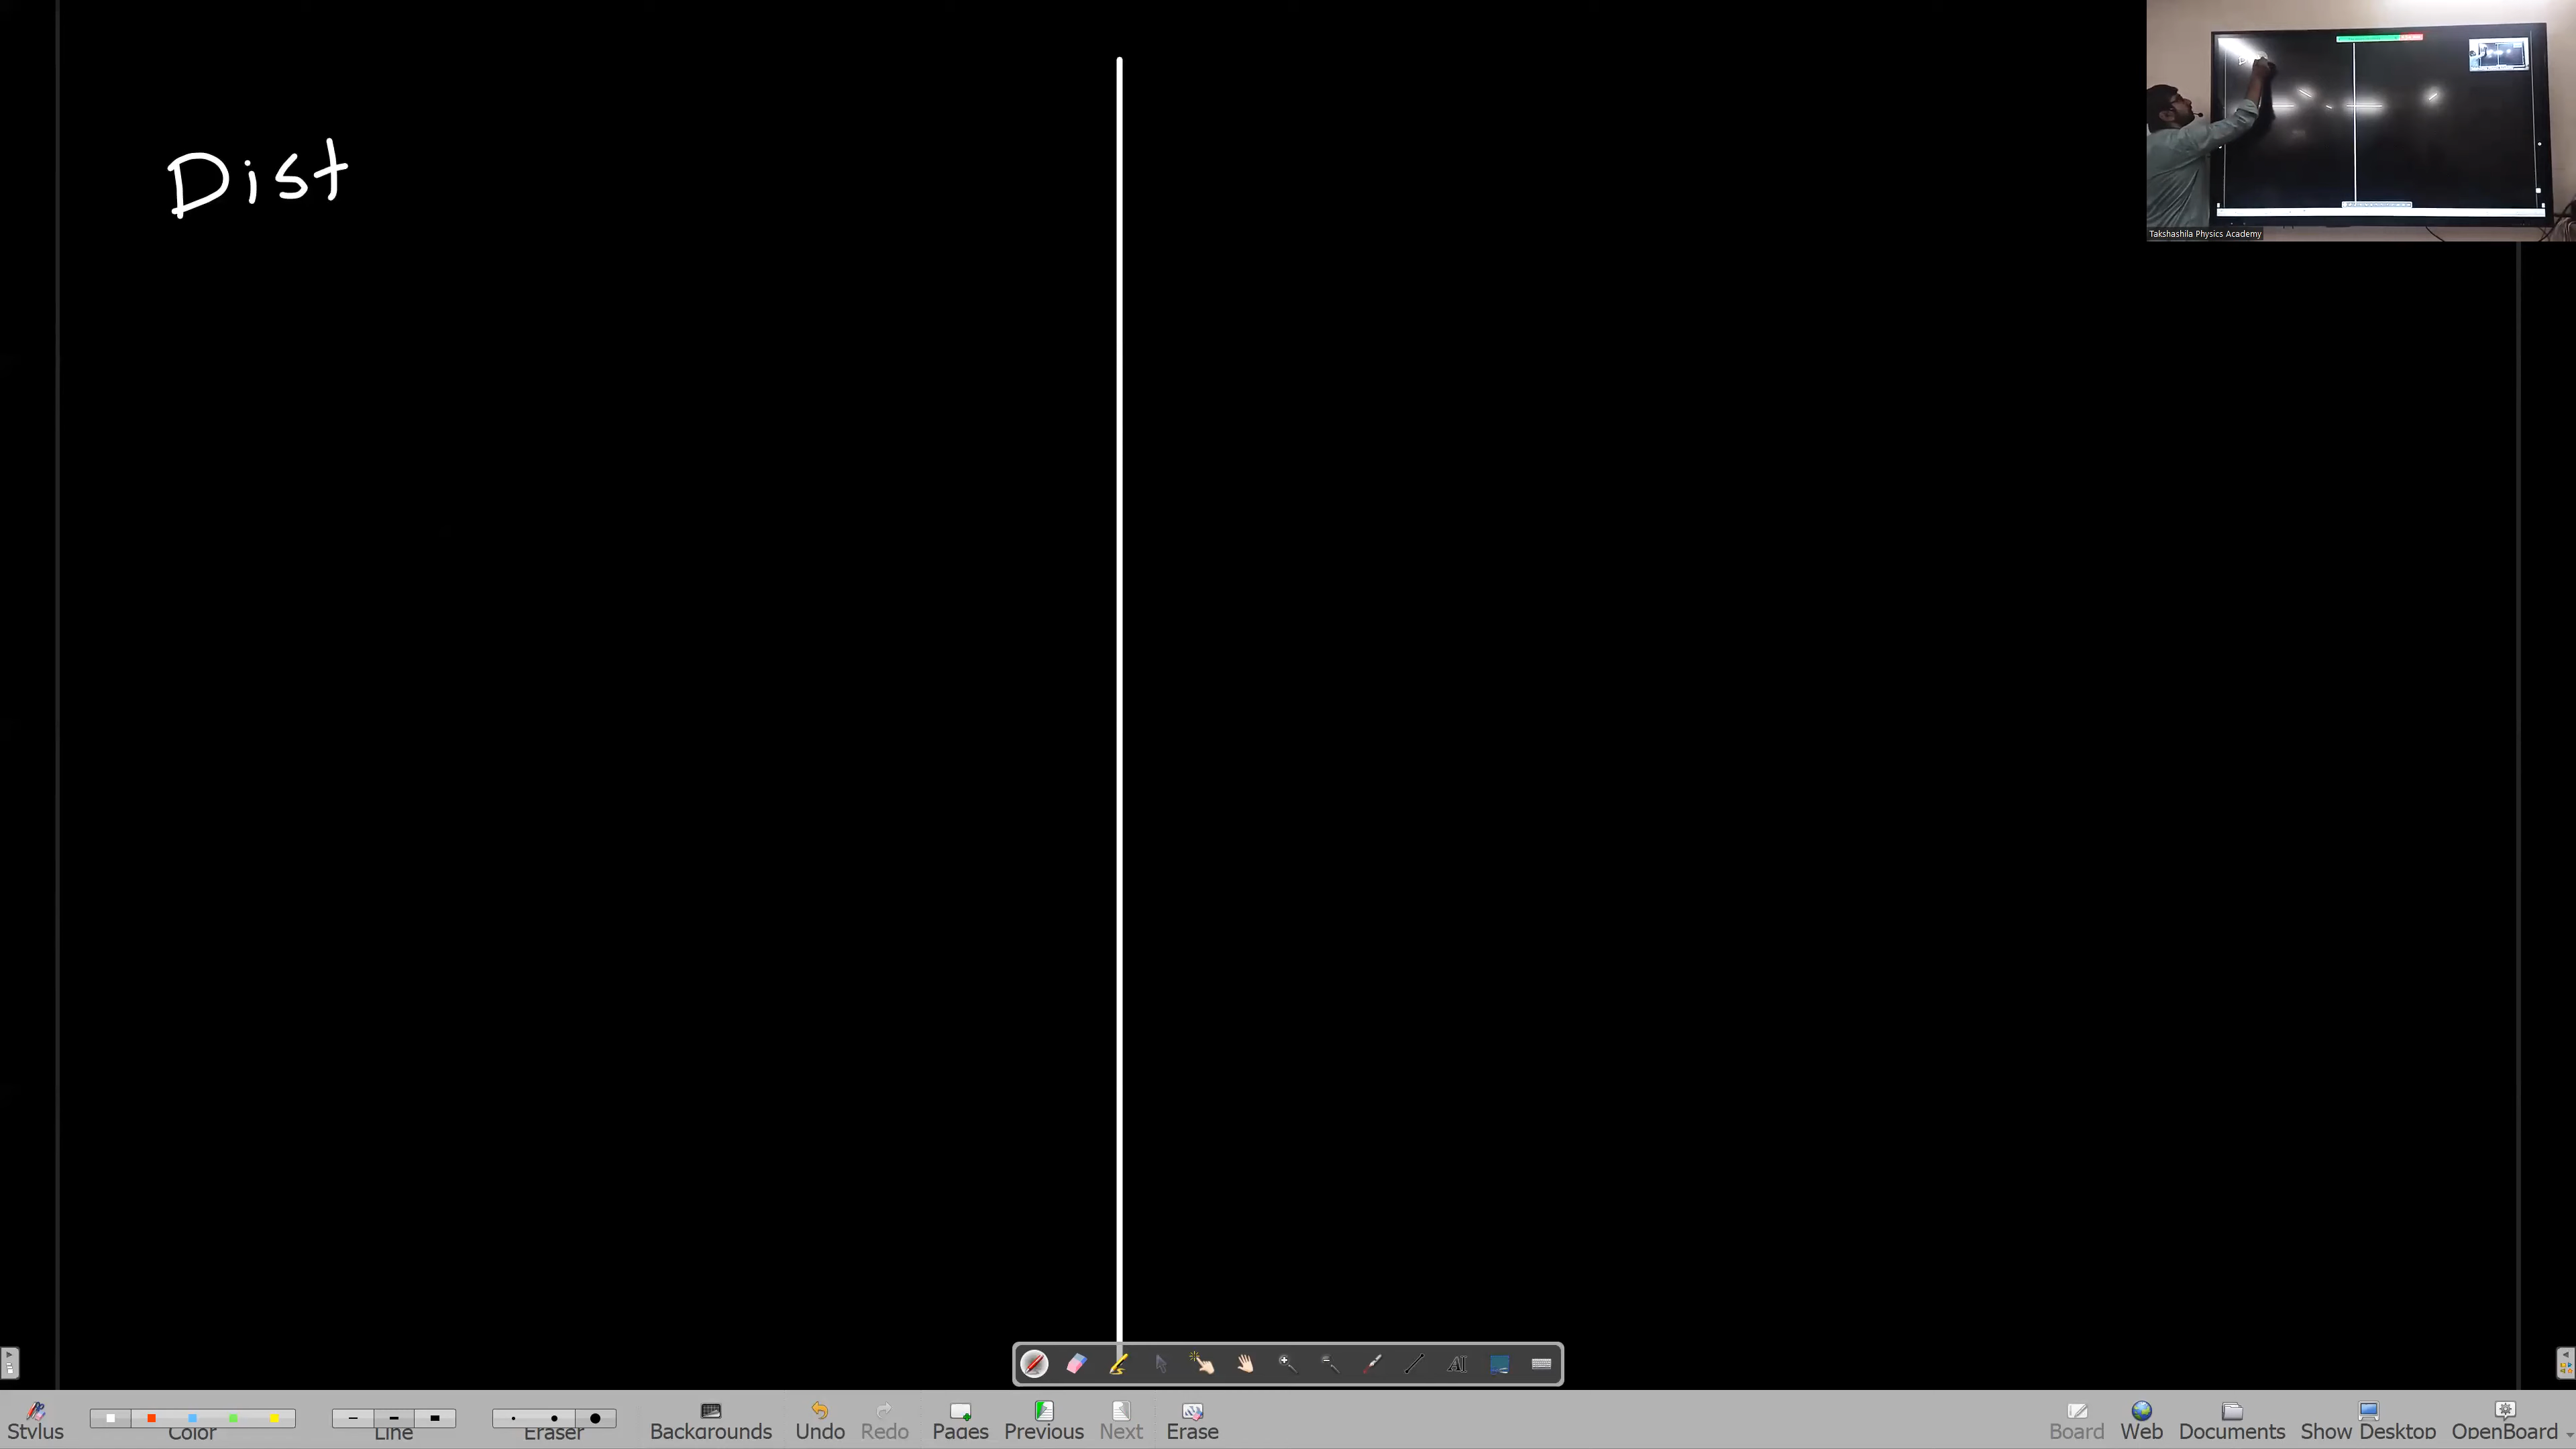 Dist
Takshashila Physics Academy
Stylus
Color
Line
Eraser
Backgrounds
Undo
Redo
Pages
Previous
Next
Erase
Board
Web
Documents
Show Desktop
OpenBoard